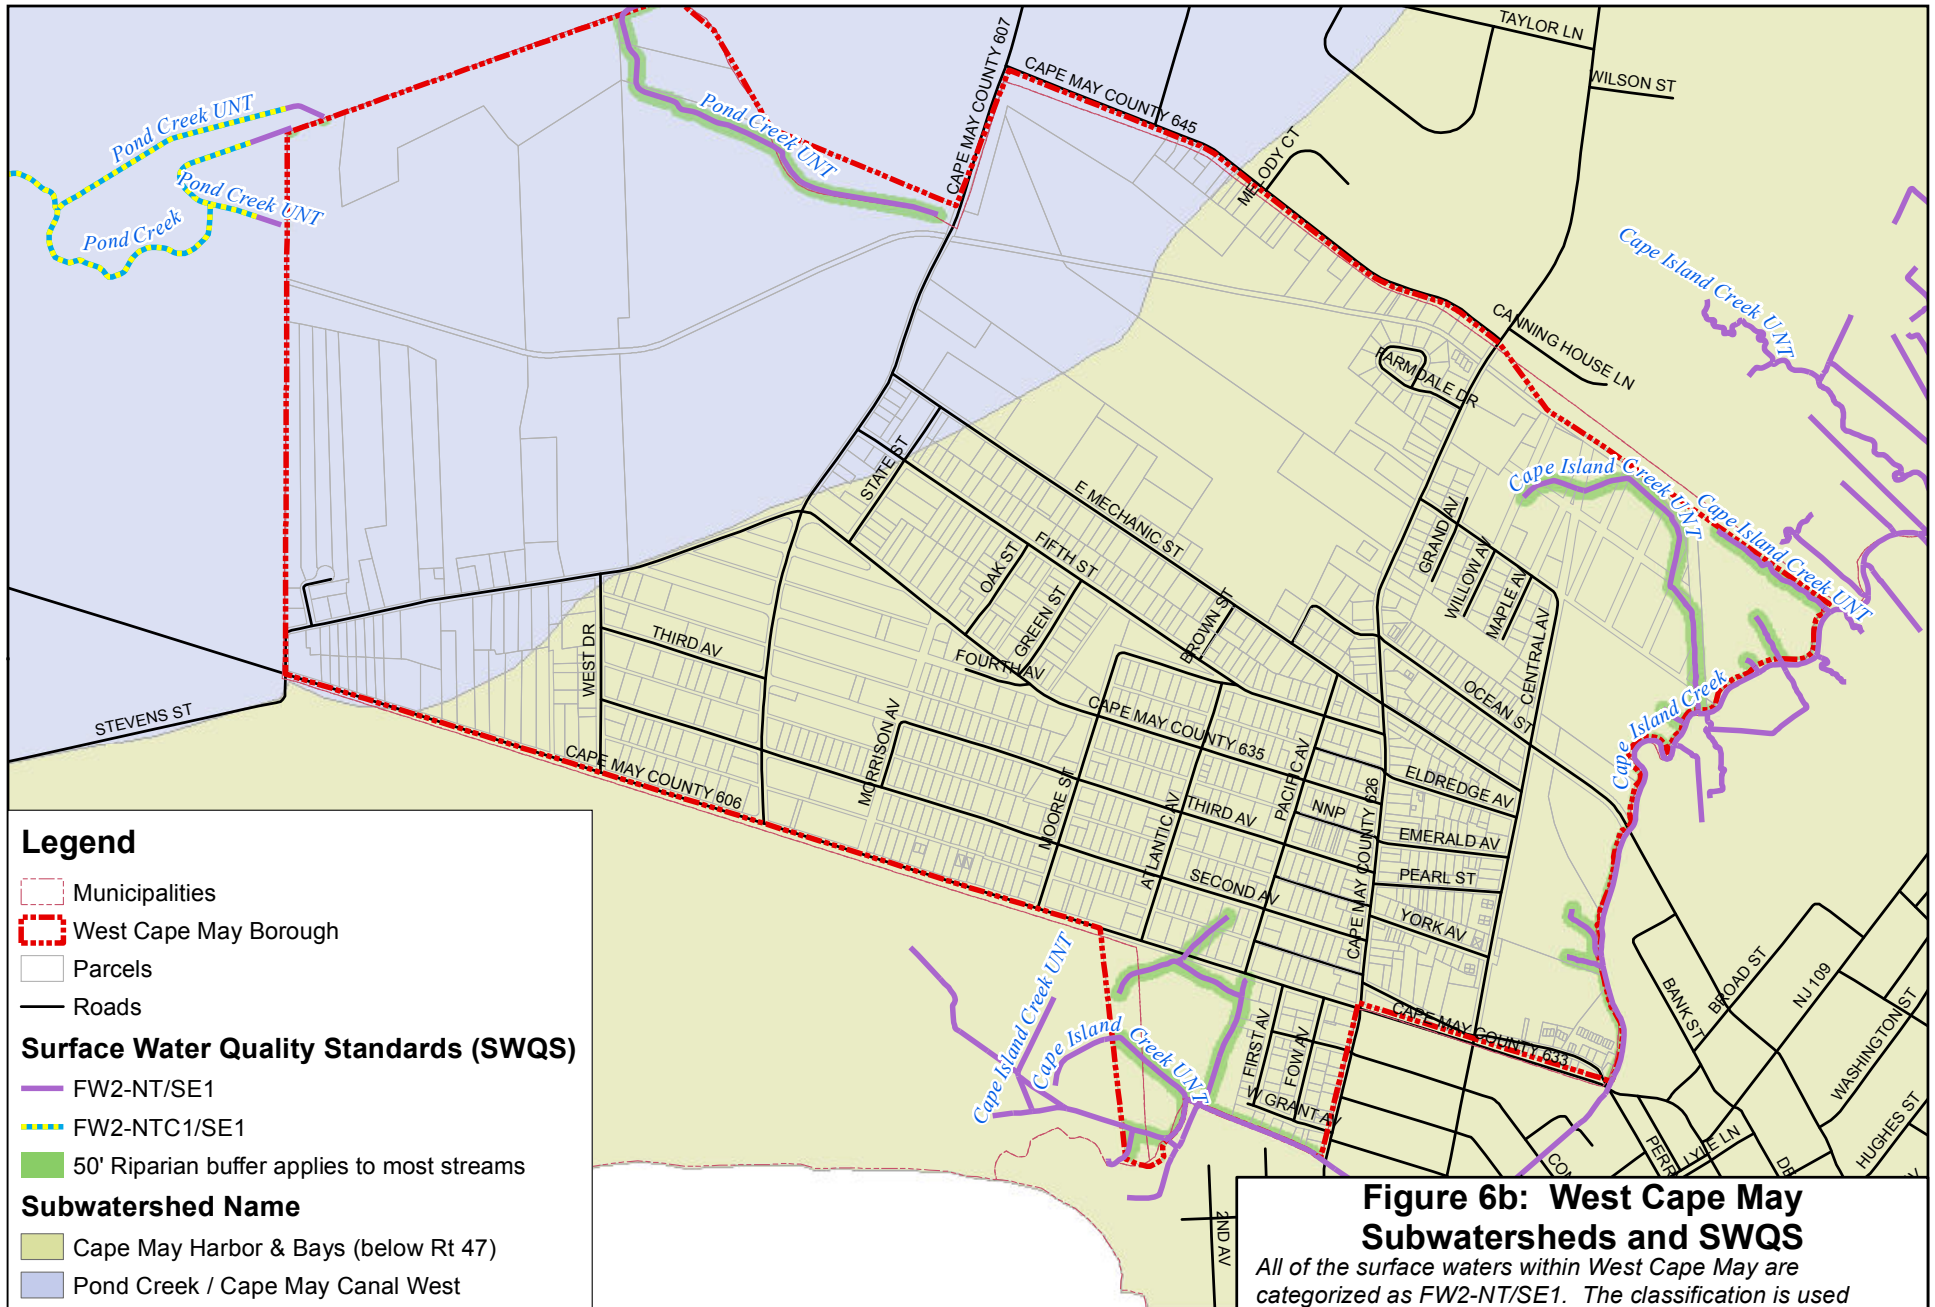 TAYLOR LN
WILSON ST
CAPE MAY COUNTY 607
CAPE MAY COUNTY 645
MELODY CT
Pond Creek UNT
Pond Creek UNT
Pond Creek UNT
Pond Creek
Cape Island Creek UNT
CANNING HOUSE LN
FARMDALE DR
STATE ST
E MECHANIC ST
FIFTH ST
OAK ST
GREEN ST
BROWN ST
GRAND AV
WILLOW AV
MAPLE AV
CENTRAL AV
Cape Island Creek UNT
Cape Island Creek UNT
Cape Island Creek
WEST DR
THIRD AV
FOURTH AV
OCEAN ST
STEVENS ST
MORRISON AV
CAPE MAY COUNTY 635
CAPE MAY COUNTY 606
MOORE ST
ATLANTIC AV
PACIFIC AV
THIRD AV
NNP
CAPE MAY COUNTY 626
ELDREDGE AV
EMERALD AV
PEARL ST
SECOND AV
YORK AV
Cape Island Creek UNT
Cape Island Creek UNT
FIRST AV
FOW AV
W GRANT AV
CAPE MAY COUNTY 633
BANK ST
BROAD ST
NJ 109
WASHINGTON ST
HUGHES ST
LYLE LN
PERR
DE
CON
2ND AV
Legend
Municipalities
West Cape May Borough
Parcels
Roads
Surface Water Quality Standards (SWQS)
FW2-NT/SE1
FW2-NTC1/SE1
50' Riparian buffer applies to most streams
Subwatershed Name
Cape May Harbor & Bays (below Rt 47)
Pond Creek / Cape May Canal West
Figure 6b: West Cape May
Subwatersheds and SWQS
All of the surface waters within West Cape May are
categorized as FW2-NT/SE1. The classification is used